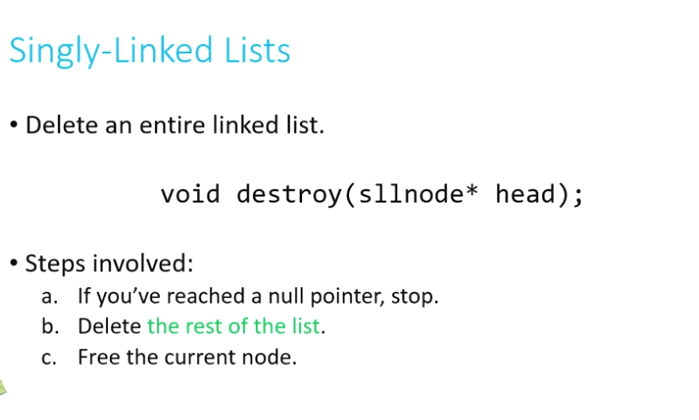 Singly-Linked Lists
• Delete an entire linked list.
void destroy(sllnode* head);
• Steps involved:
a. If you’ve reached a null pointer, stop.
b. Delete the rest of the list.
c. Free the current node.